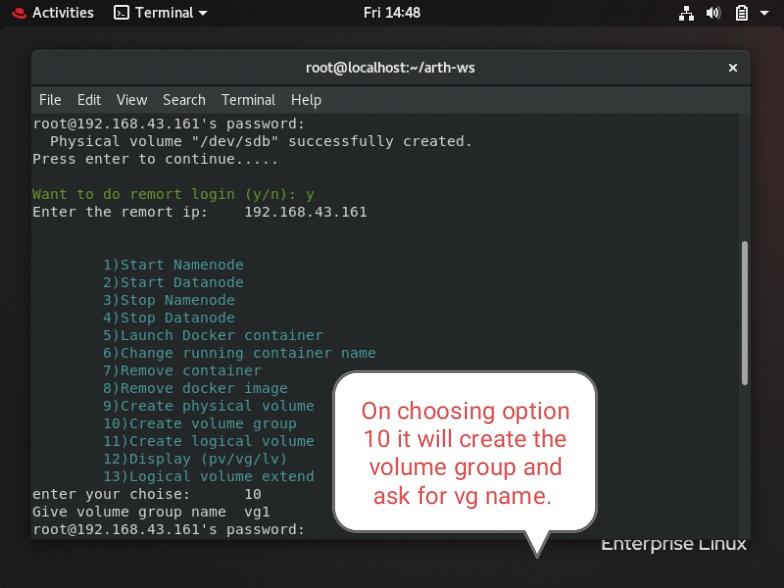 Activities Terminal Fri 14:48
root@localhost:~/arth-ws ×
File Edit View Search Terminal Help
root@192.168.43.161's password:
Physical volume "/dev/sdb" successfully created.
Press enter to continue.....
Want to do remort login (y/n): y
Enter the remort ip: 192.168.43.161
1)Start Namenode
2)Start Datanode
3)Stop Namenode
4)Stop Datanode
5)Launch Docker container
6)Change running container name
7)Remove container
8)Remove docker image
9)Create physical volume
10)Create volume group
11)Create logical volume
12)Display (pv/vg/lv)
13)Logical volume extend
enter your choise: 10
Give volume group name vg1
root@192.168.43.161's password:
On choosing option
10 it will create the
volume group and
ask for vg name.
Enterprise Linux